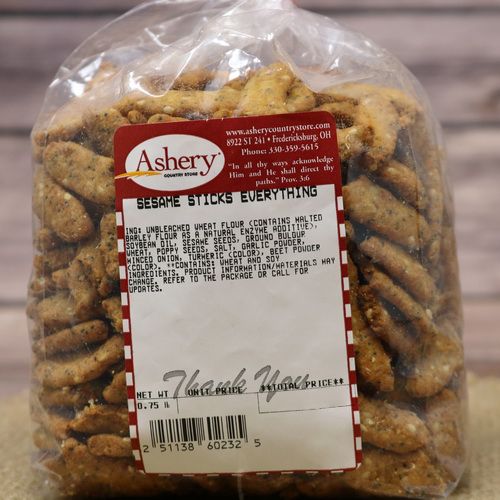 Ashery
COUNTRY STORE
www.asherycountrystore.com
8922 ST 241 • Fredericksburg, OH
Phone: 330-359-5615
"In all thy ways acknowledge
Him and He shall direct thy
paths." Prov. 3:6
SESAME STICKS EVERYTHING
ING: UNBLEACHED WHEAT FLOUR (CONTAINS MALTED
BARLEY FLOUR AS A NATURAL ENZYME ADDITIVE),
SOYBEAN OIL, SESAME SEEDS, GROUND BULGUR
WHEAT, POPPY SEEDS, SALT, GARLIC POWDER,
MINCED ONION, TURMERIC (COLOR), BEET POWDER
(COLOR). **CONTAINS WHEAT AND SOY
INGREDIENTS. PRODUCT INFORMATION/MATERIALS MAY
CHANGE. REFER TO THE PACKAGE OR CALL FOR
UPDATES.
Thank You
NET WT UNIT PRICE **TOTAL PRICE**
0.75 lb
2 51138 60232 5